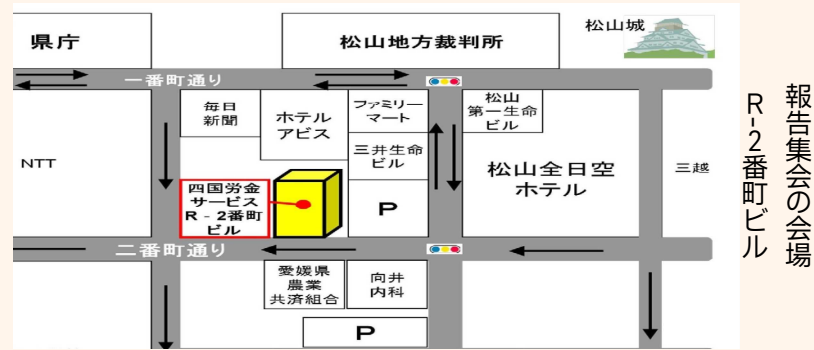 県庁
松山地方裁判所
松山城
一番町通り
毎日
新聞
ホテル
アビス
ファミリー
マート
松山
第一生命
ビル
三井生命
ビル
NTT
四国労金
サービス
R-2番町
ビル
P
松山全日空
ホテル
三越
二番町通り
愛媛県
農業
共済組合
向井
内科
P
報告集会の会場
R-2番町ビル